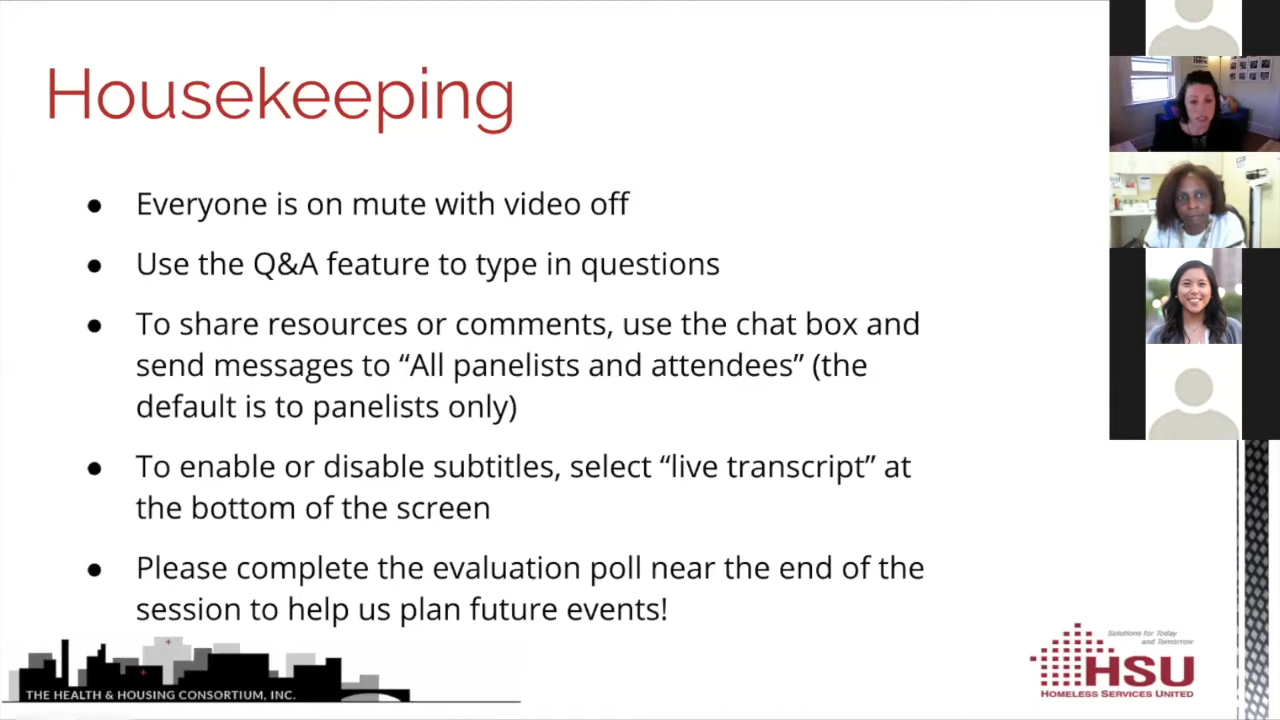 Housekeeping
● Everyone is on mute with video off
● Use the Q&A feature to type in questions
● To share resources or comments, use the chat box and
send messages to “All panelists and attendees” (the
default is to panelists only)
● To enable or disable subtitles, select “live transcript” at
the bottom of the screen
● Please complete the evaluation poll near the end of the
session to help us plan future events!
THE HEALTH & HOUSING CONSORTIUM, INC.
Solutions for Today
and Tomorrow
HSU
HOMELESS SERVICES UNITED